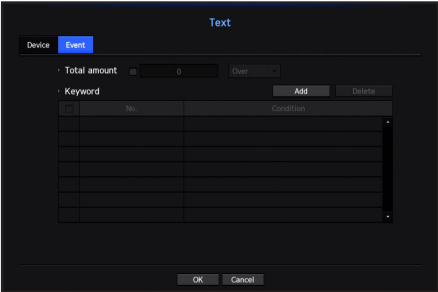 Text
Device Event
Total amount 0 Over
Keyword Add Delete
No. Condition
OK Cancel